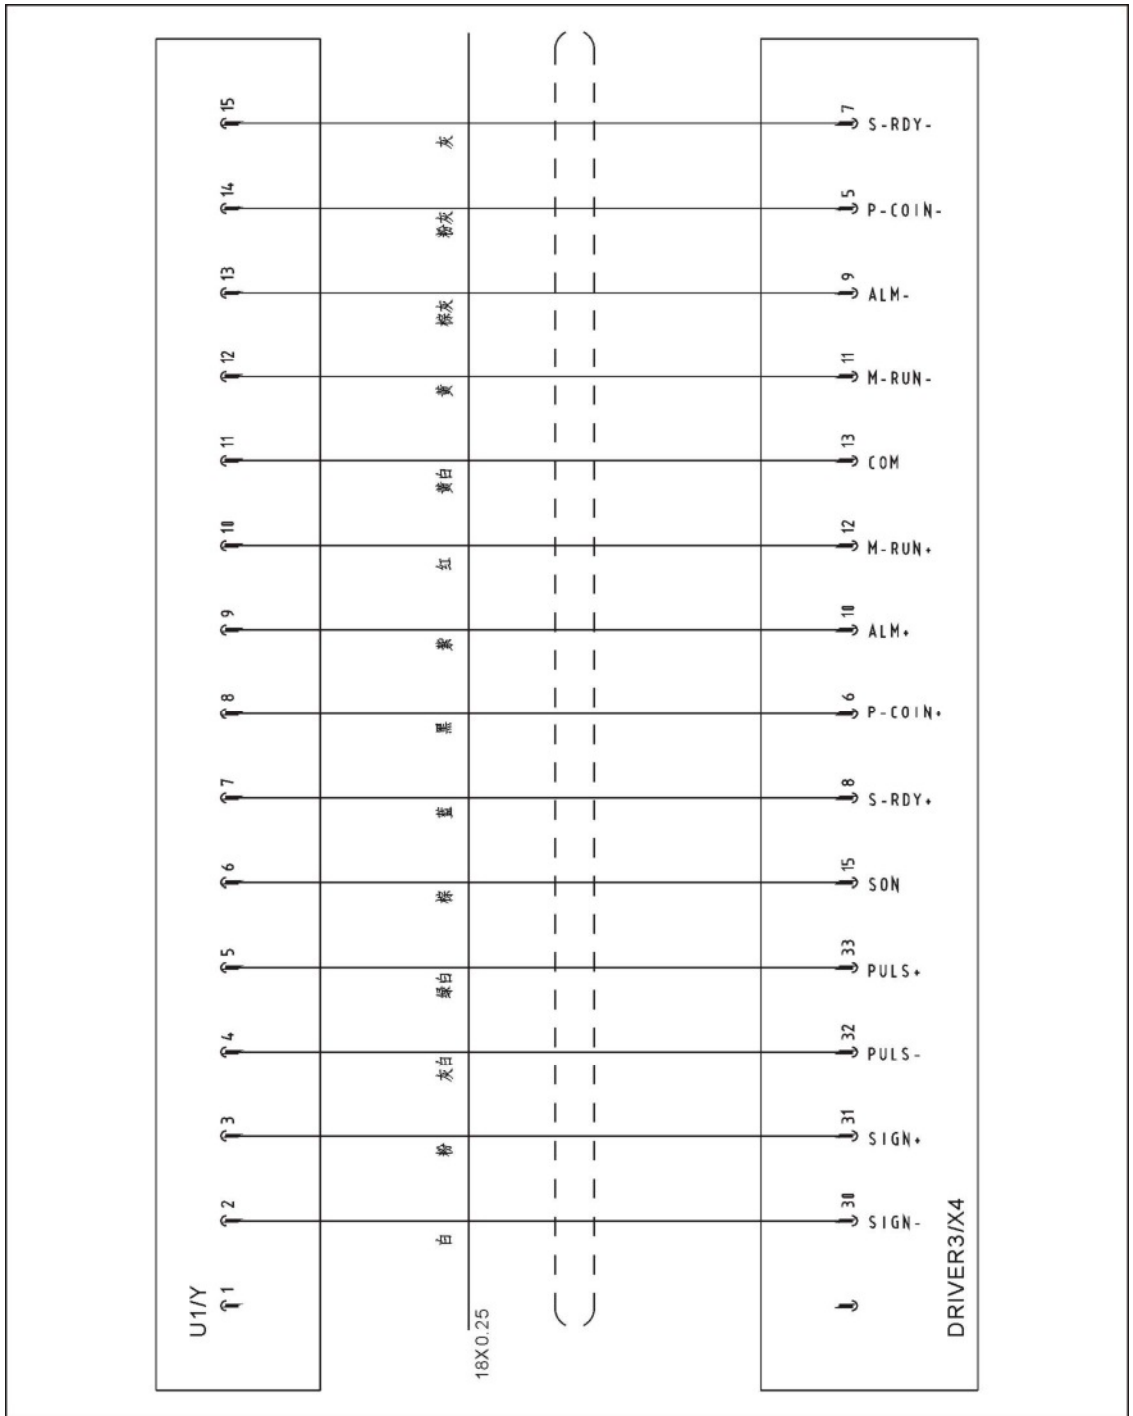 15 灰 7 S-RDY-
14 粉灰 5 P-COIN-
13 棕灰 9 ALM-
12 黄 11 M-RUN-
11 黄白 13 COM
10 红 12 M-RUN+
9 紫 10 ALM+
8 黑 6 P-COIN+
7 蓝 8 S-RDY+
6 棕 15 SON
5 绿白 33 PULS+
4 灰白 32 PULS-
3 粉 31 SIGN+
2 白 30 SIGN-
1
U1/Y
18X0.25
DRIVER3/X4